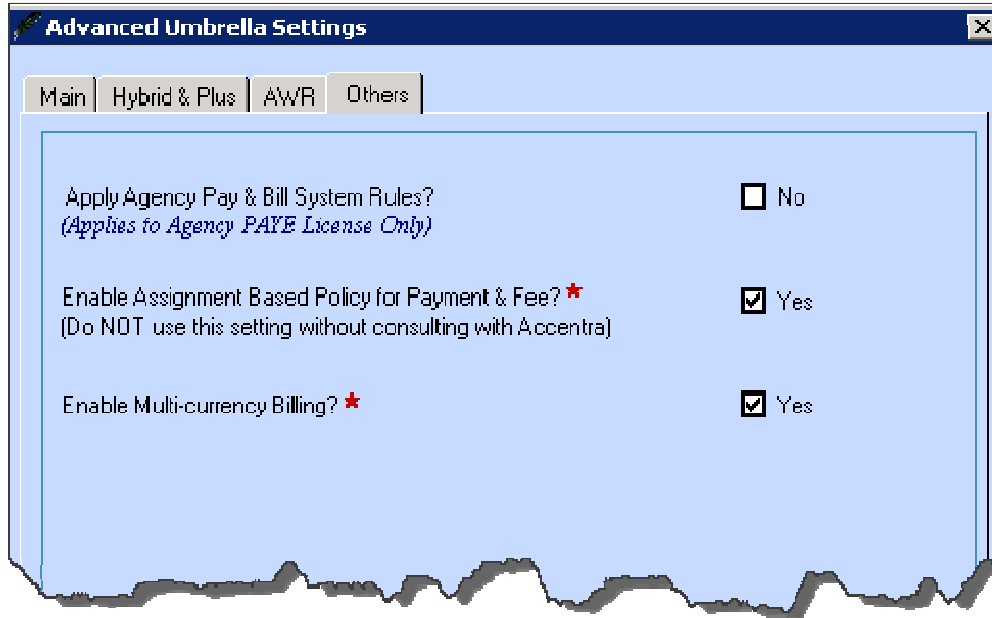 Advanced Umbrella Settings
Main Hybrid & Plus AWR Others
Apply Agency Pay & Bill System Rules? No
(Applies to Agency PAYE License Only)
Enable Assignment Based Policy for Payment & Fee? * Yes
(Do NOT use this setting without consulting with Accentra)
Enable Multi-currency Billing? * Yes